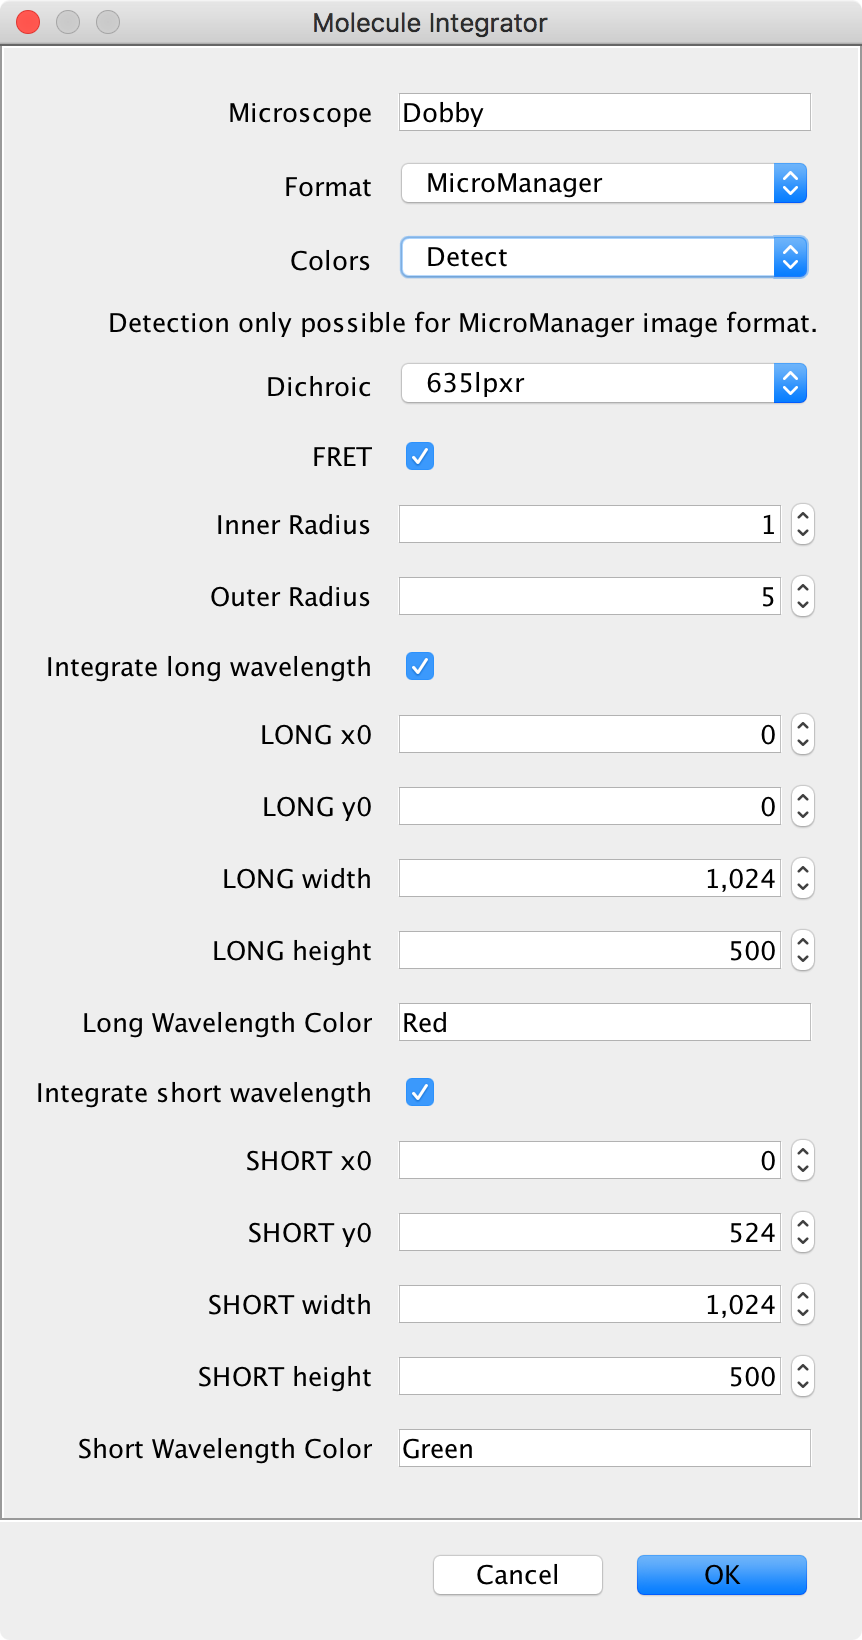 Molecule Integrator
Microscope Dobby
Format MicroManager
Colors Detect
Detection only possible for MicroManager image format.
Dichroic 635lpxr
FRET
Inner Radius 1
Outer Radius 5
Integrate long wavelength
LONG x0 0
LONG y0 0
LONG width 1,024
LONG height 500
Long Wavelength Color Red
Integrate short wavelength
SHORT x0 0
SHORT y0 524
SHORT width 1,024
SHORT height 500
Short Wavelength Color Green
Cancel OK